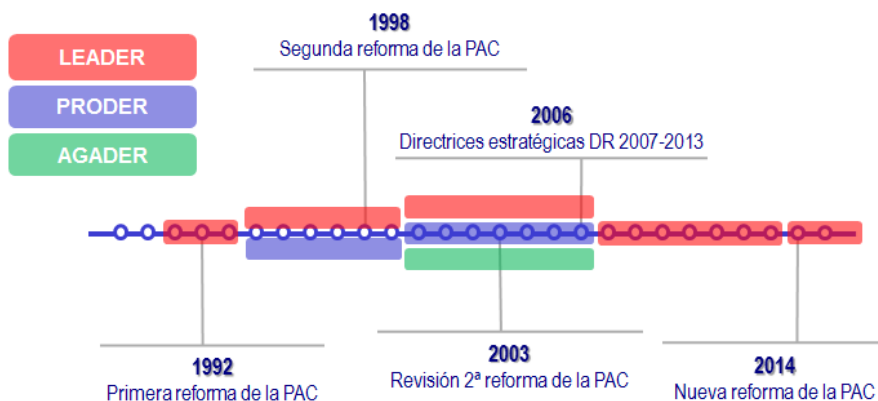 1998
Segunda reforma de la PAC
LEADER
PRODER
AGADER
2006
Directrices estratégicas DR 2007-2013
1992
Primera reforma de la PAC
2003
Revisión 2ª reforma de la PAC
2014
Nueva reforma de la PAC